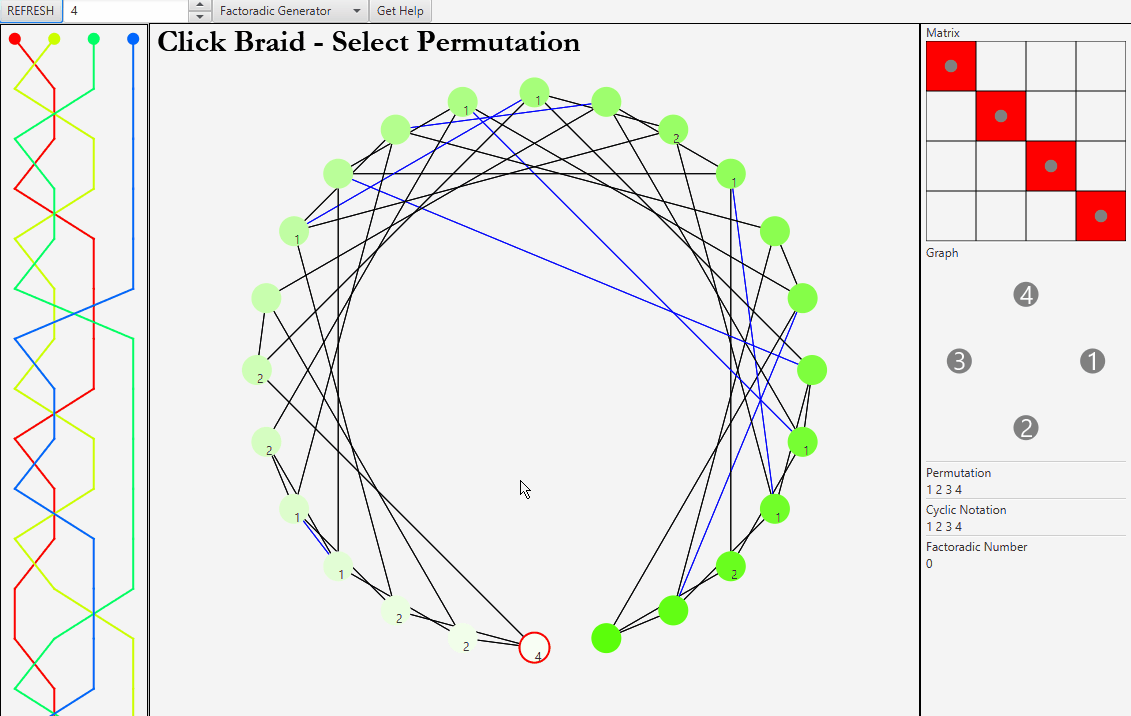 REFRESH 4 Factoradic Generator Get Help
Click Braid - Select Permutation
1 1 2 1
1
2
2
1
1
2
2
4
2
1
1
Matrix
Graph
4
3 1
2
Permutation
1 2 3 4
Cyclic Notation
1 2 3 4
Factoradic Number
0